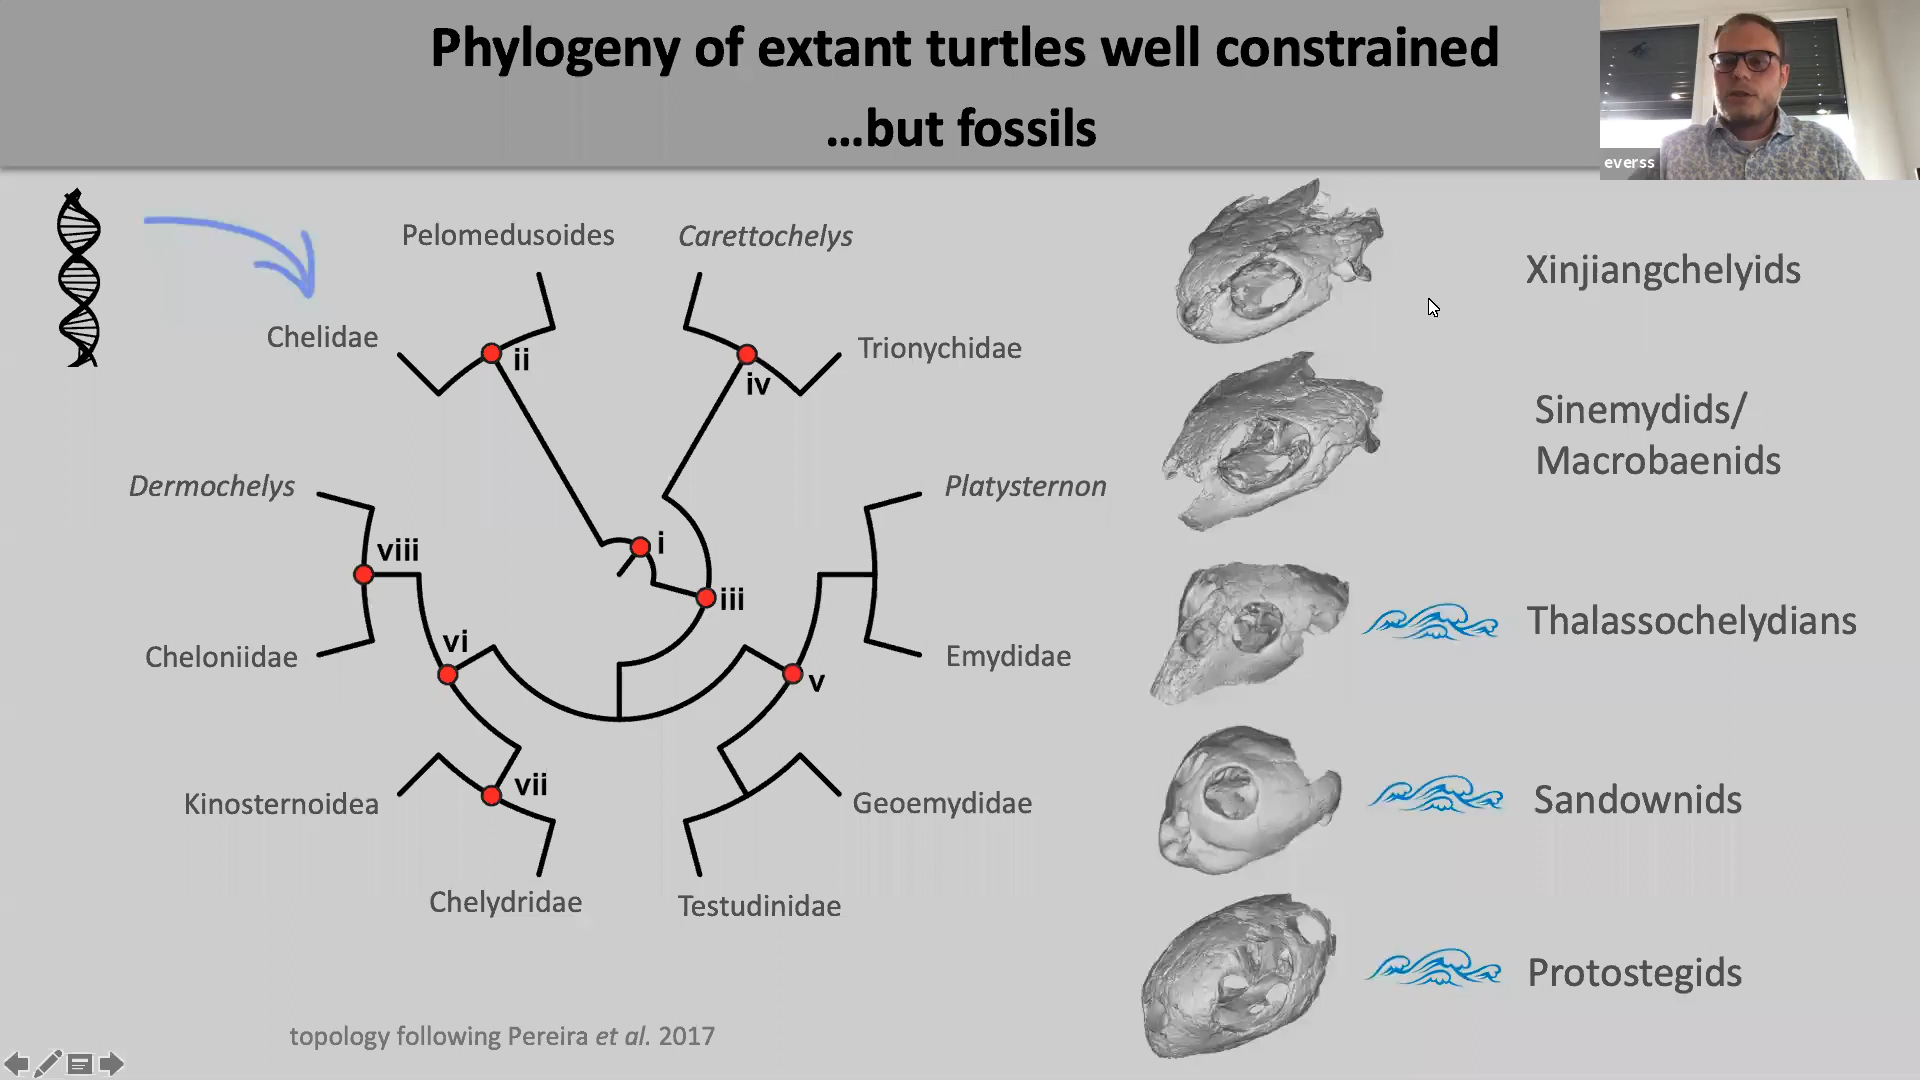 Phylogeny of extant turtles well constrained
...but fossils
everss
Pelomedusoides
Carettochelys
Chelidae
ii
iv
Trionychidae
Dermochelys
Platysternon
viii
i
iii
vi
v
Cheloniidae
Emydidae
Kinosternoidea
vii
Geoemydidae
Chelydridae
Testudinidae
topology following Pereira et al. 2017
Xinjiangchelyids
Sinemydids/
Macrobaenids
Thalassochelydians
Sandownids
Protostegids